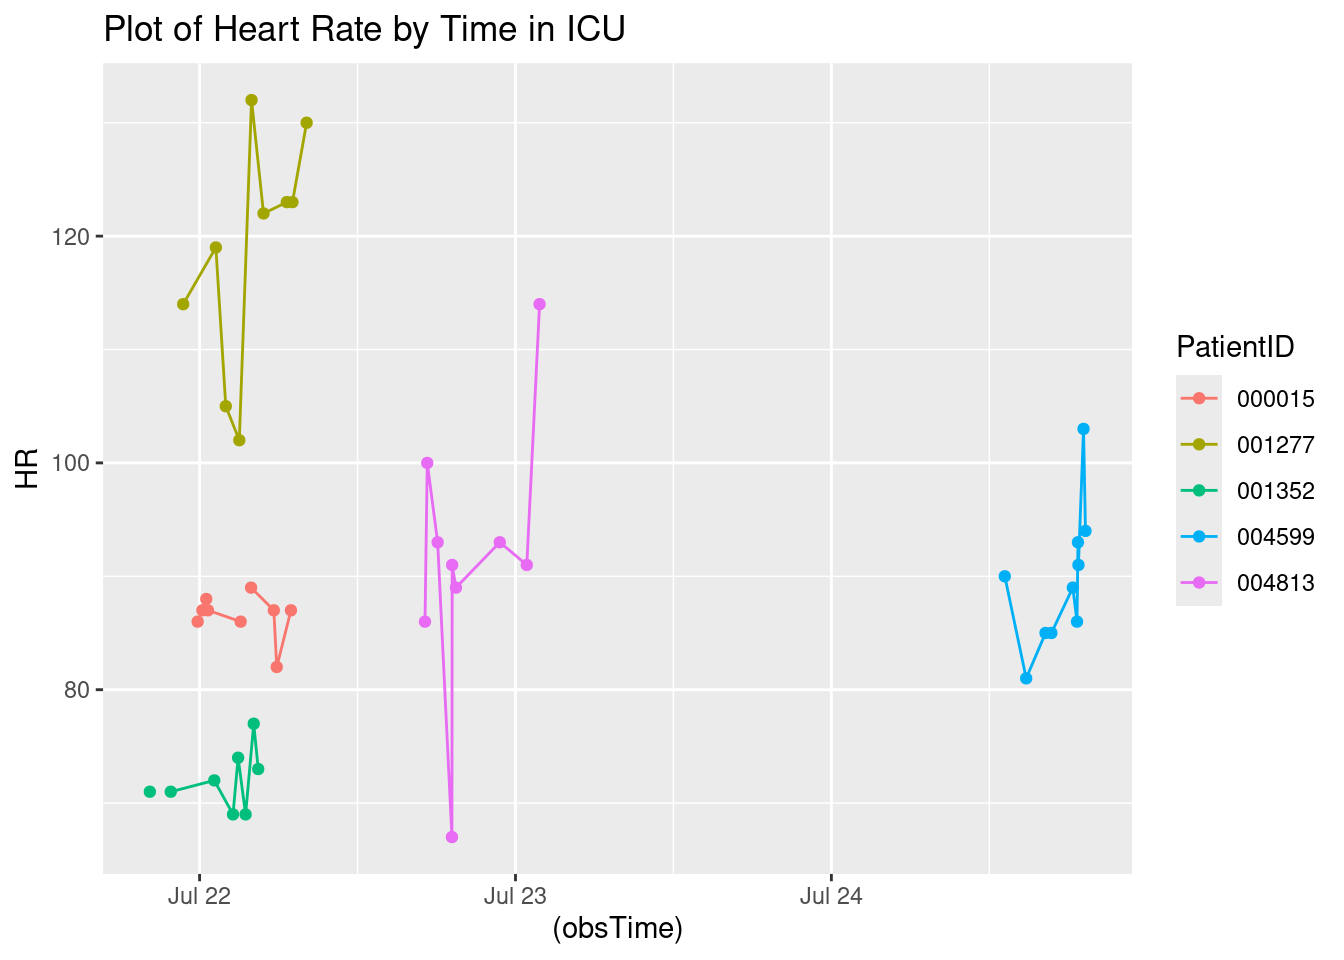 Plot of Heart Rate by Time in ICU
HR
120
100
80
Jul 22
Jul 23
Jul 24
(obsTime)
PatientID
000015
001277
001352
004599
004813